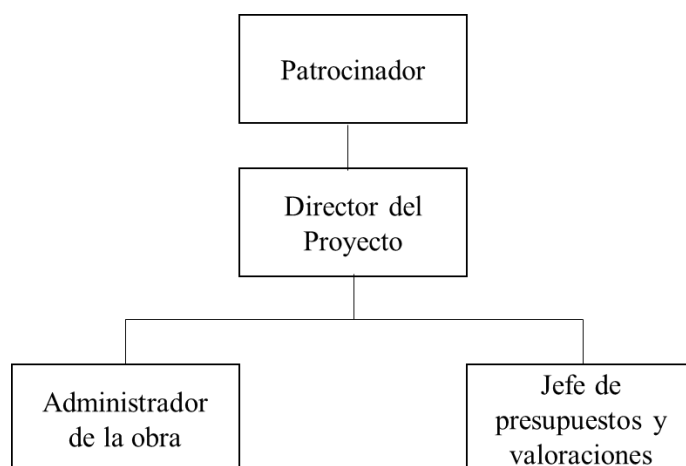 Patrocinador
Director del
Proyecto
Administrador
de la obra
Jefe de
presupuestos y
valoraciones